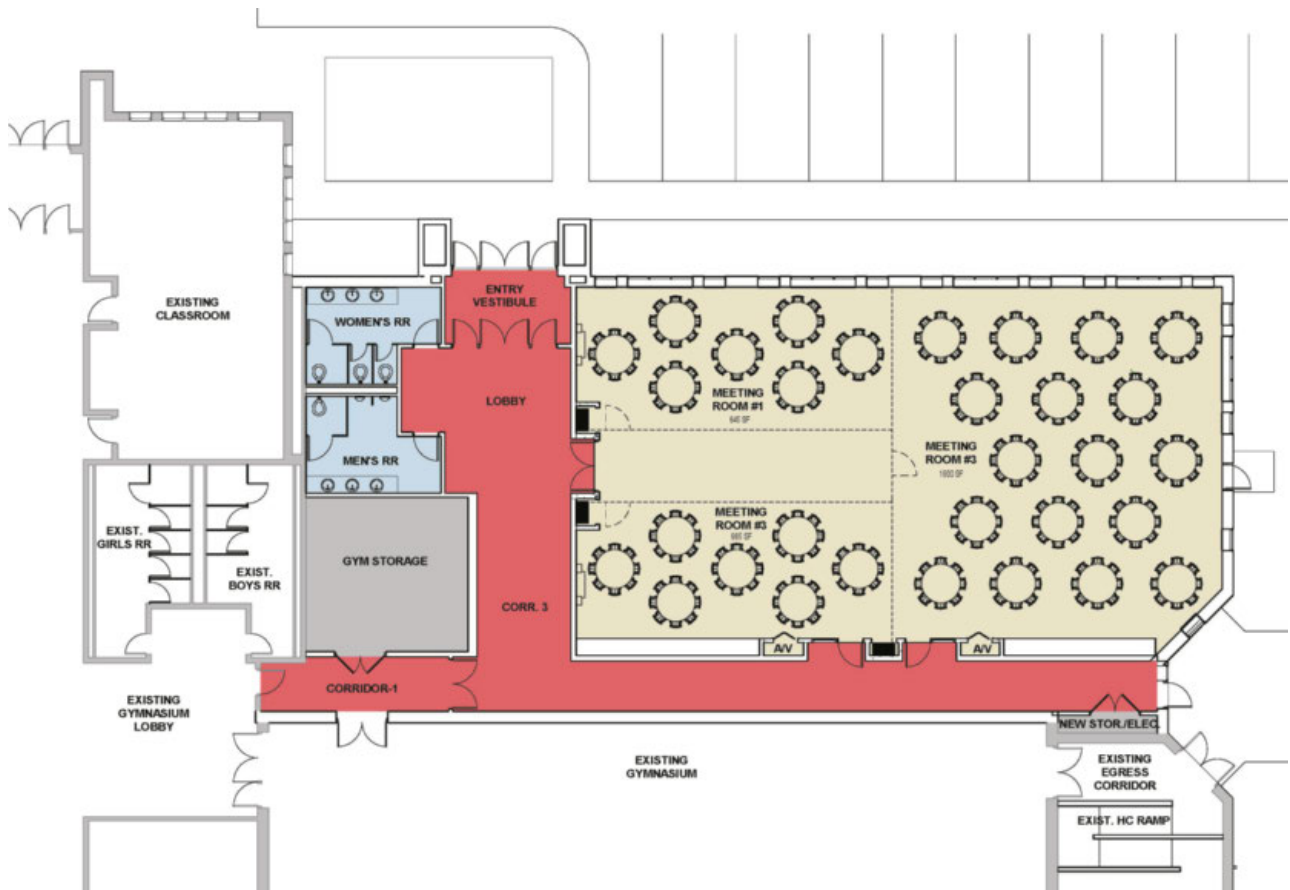 ENTRY
VESTIBULE
EXISTING
CLASSROOM
WOMEN'S RR
LOBBY
MEETING
ROOM #1
MEETING
ROOM #3
1600 SF
MEN'S RR
MEETING
ROOM #3
EXIST.
GIRLS RR
EXIST.
BOYS RR
GYM STORAGE
CORR. 3
A/V
A/V
CORRIDOR-1
EXISTING
GYMNASIUM
LOBBY
NEW STOR./ELEC.
EXISTING
GYMNASIUM
EXISTING
EGRESS
CORRIDOR
EXIST. HC RAMP